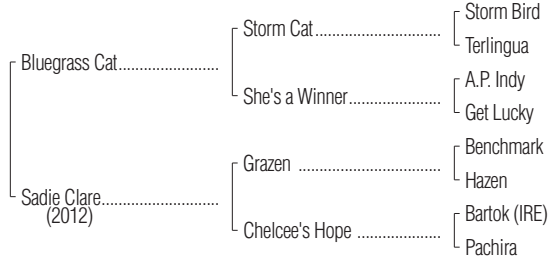 Storm Bird
Storm Cat
Terlingua
Bluegrass Cat
A.P. Indy
She's a Winner
Get Lucky
Benchmark
Grazen
Hazen
Sadie Clare
(2012)
Bartok (IRE)
Chelcee's Hope
Pachira